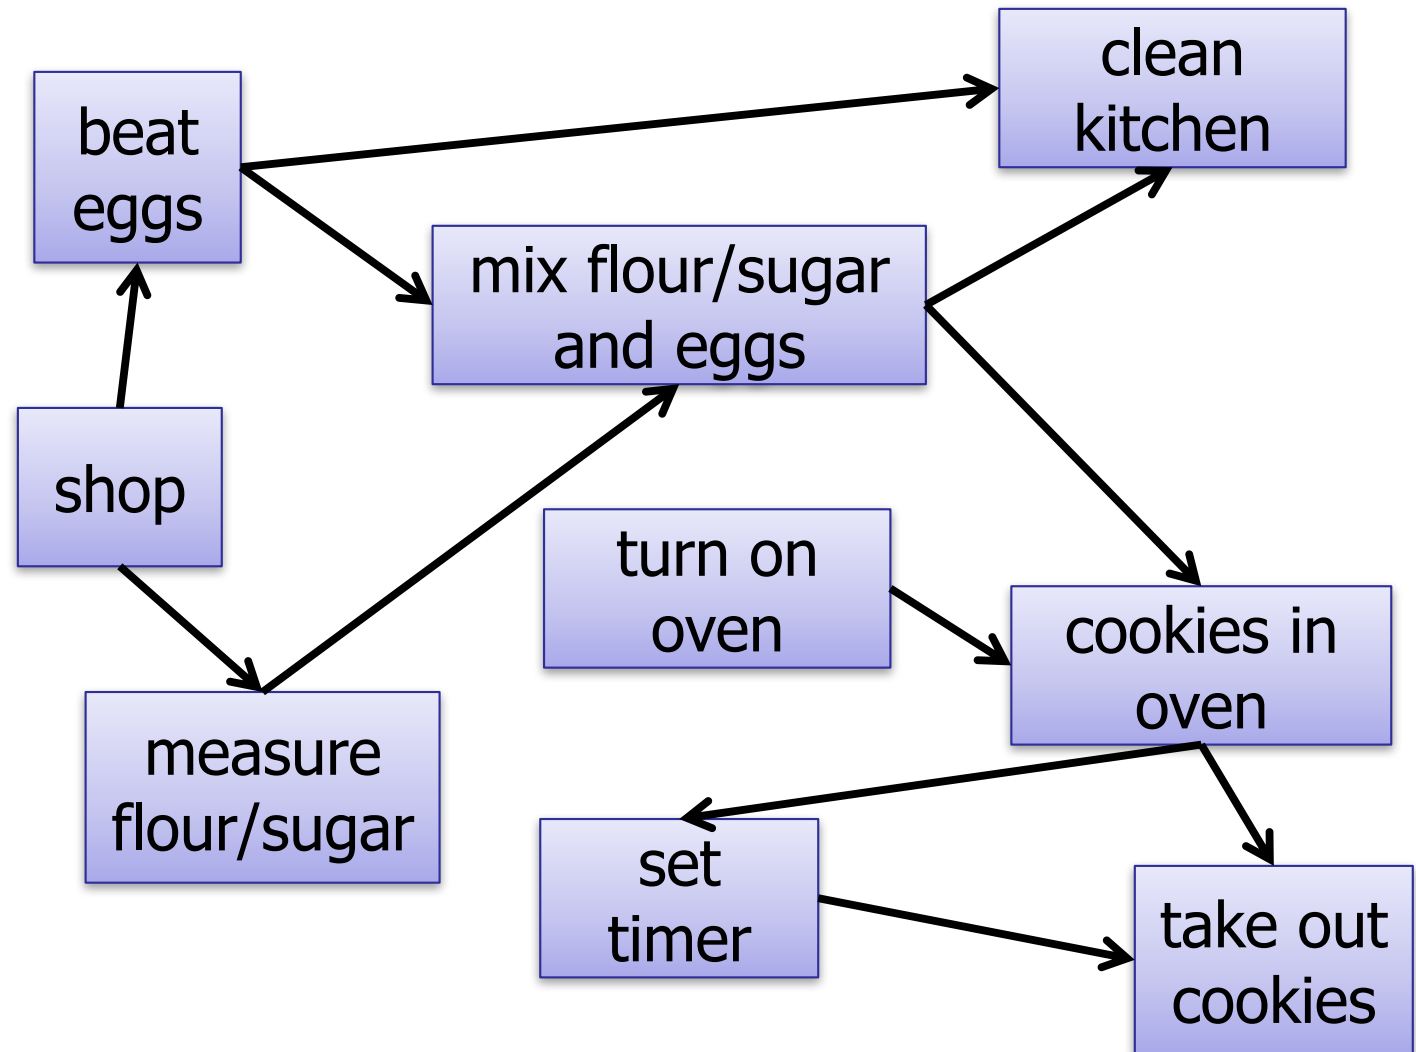 beat
eggs
clean
kitchen
mix flour/sugar
and eggs
shop
turn on
oven
cookies in
oven
measure
flour/sugar
set
timer
take out
cookies